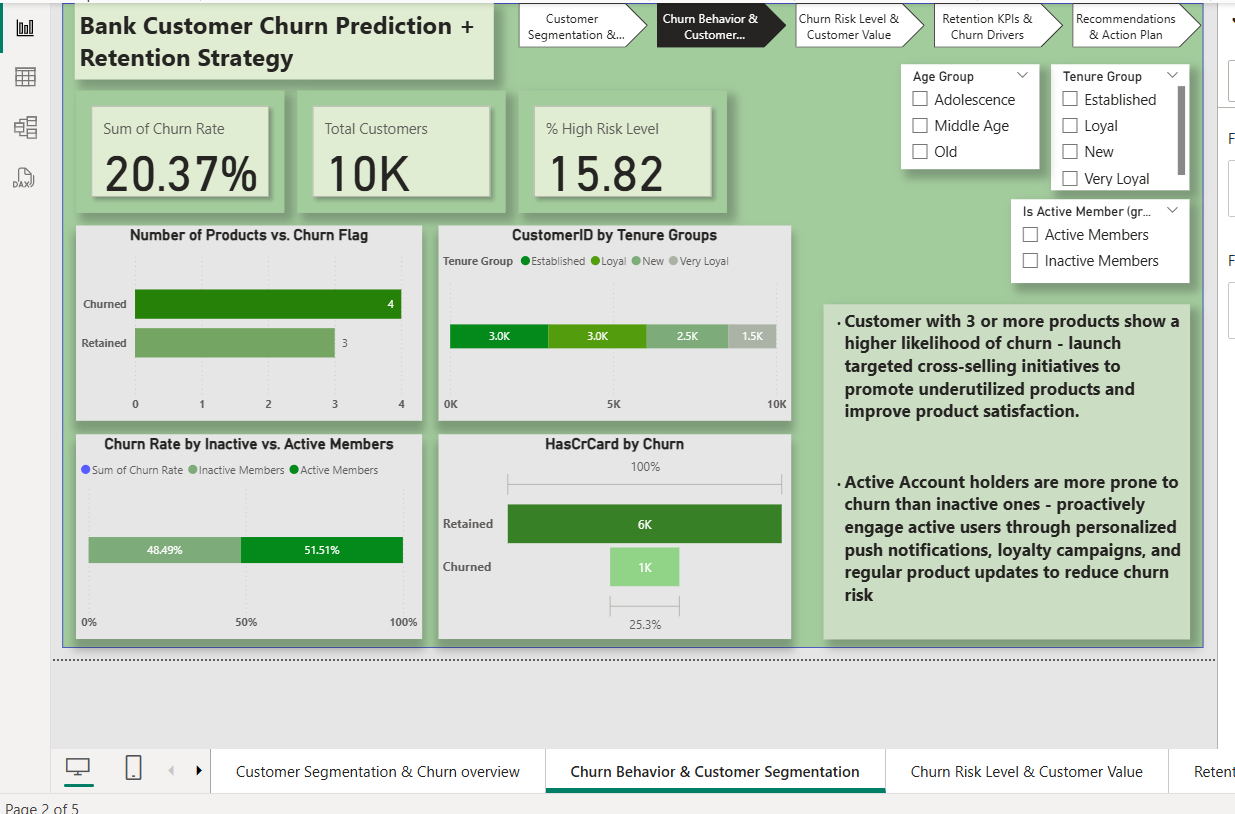 Bank Customer Churn Prediction +
Retention Strategy
Customer
Segmentation &...
Churn Behavior &
Customer...
Churn Risk Level &
Customer Value
Retention KPIs &
Churn Drivers
Recommendations
& Action Plan
Sum of Churn Rate
20.37%
Total Customers
10K
% High Risk Level
15.82
Age Group
Adolescence
Middle Age
Old
Tenure Group
Established
Loyal
New
Very Loyal
Is Active Member (gr...
Active Members
Inactive Members
DAX
Number of Products vs. Churn Flag
Churned
4
Retained
3
0 1 2 3 4
CustomerID by Tenure Groups
Tenure Group Established Loyal New Very Loyal
3.0K 3.0K 2.5K 1.5K
0K 5K 10K
Churn Rate by Inactive vs. Active Members
Sum of Churn Rate Inactive Members Active Members
48.49% 51.51%
0% 50% 100%
HasCrCard by Churn
100%
Retained
6K
Churned
1K
25.3%
· Customer with 3 or more products show a
higher likelihood of churn - launch
targeted cross-selling initiatives to
promote underutilized products and
improve product satisfaction.
· Active Account holders are more prone to
churn than inactive ones - proactively
engage active users through personalized
push notifications, loyalty campaigns, and
regular product updates to reduce churn
risk
F
F
Customer Segmentation & Churn overview
Churn Behavior & Customer Segmentation
Churn Risk Level & Customer Value
Retent
Page 2 of 5